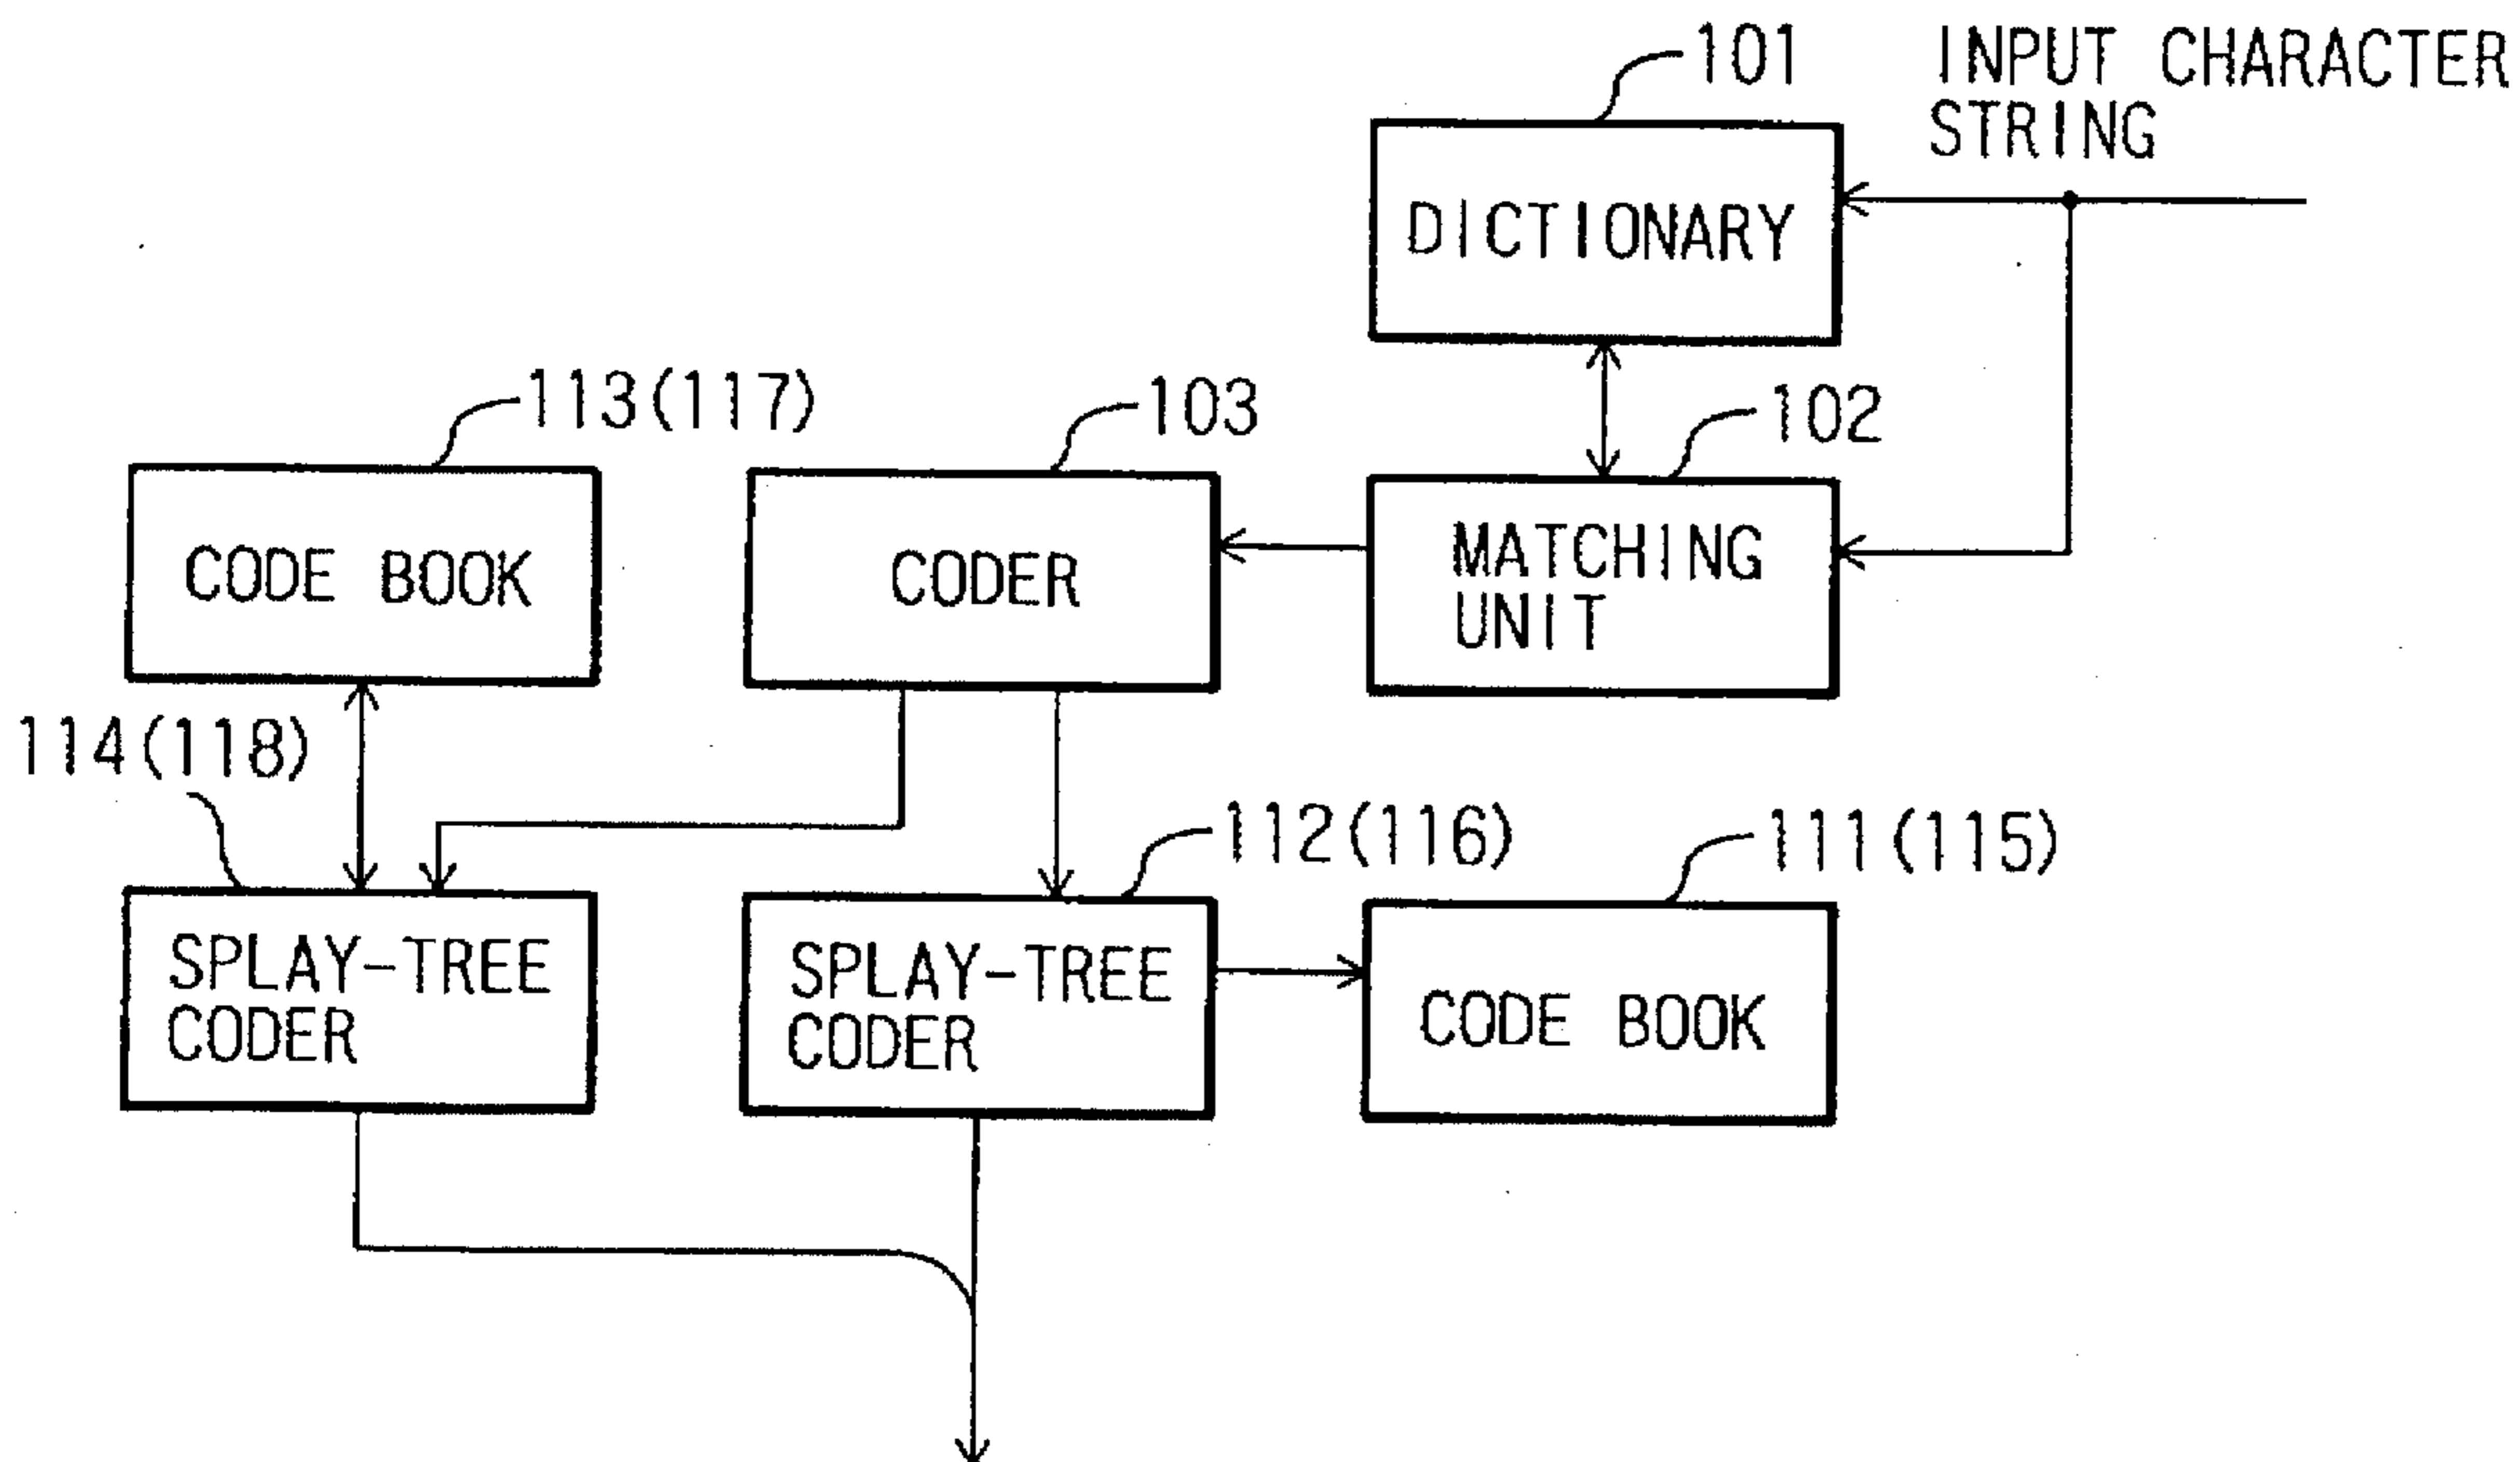 101
INPUT CHARACTER
STRING
DICTIONARY
113(117)
103
102
CODE BOOK
CODER
MATCHING
UNIT
114(118)
112(116)
111(115)
SPLAY-TREE
CODER
SPLAY-TREE
CODER
CODE BOOK